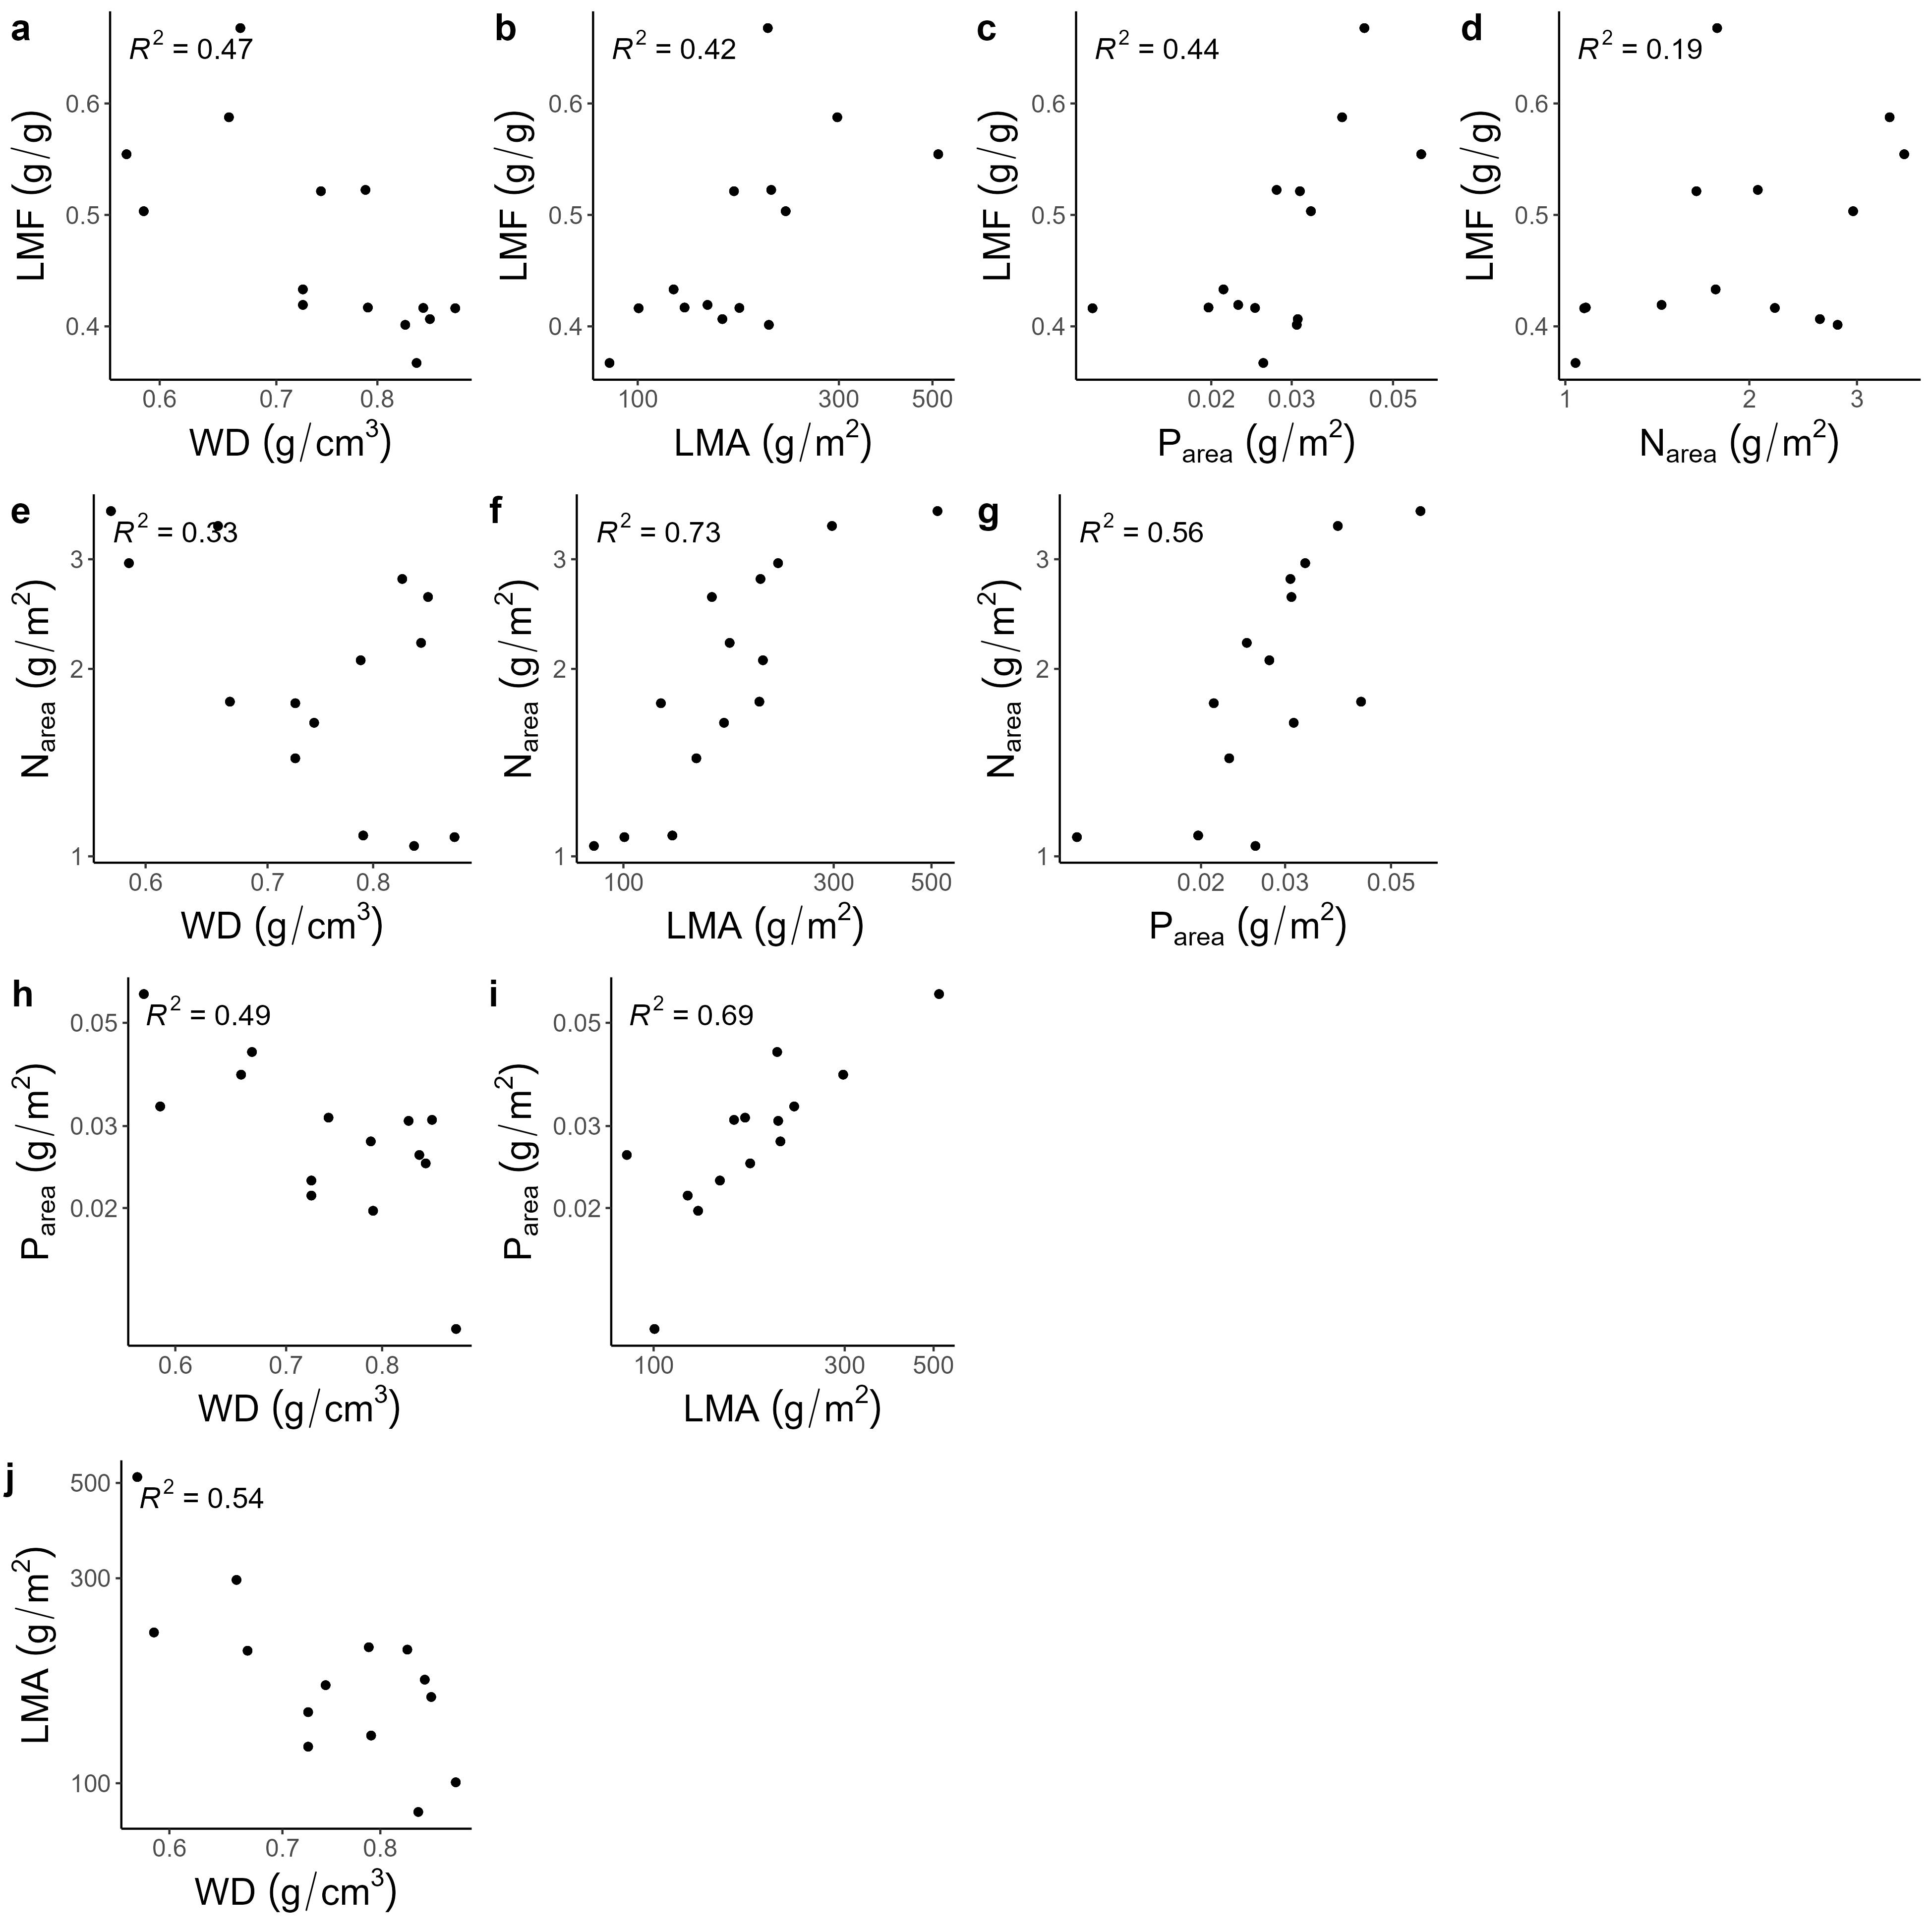 a
R² = 0.47
LMF (g/g)
0.6
0.5
0.4
0.6 0.7 0.8
WD (g/cm³)
b
R² = 0.42
LMF (g/g)
0.6
0.5
0.4
100 300 500
LMA (g/m²)
c
R² = 0.44
LMF (g/g)
0.6
0.5
0.4
0.02 0.03 0.05
Parea (g/m²)
d
R² = 0.19
LMF (g/g)
0.6
0.5
0.4
1 2 3
Narea (g/m²)
e
R² = 0.33
Narea (g/m²)
3
2
1
0.6 0.7 0.8
WD (g/cm³)
f
R² = 0.73
Narea (g/m²)
3
2
1
100 300 500
LMA (g/m²)
g
R² = 0.56
Narea (g/m²)
3
2
1
0.02 0.03 0.05
Parea (g/m²)
h
R² = 0.49
Parea (g/m²)
0.05
0.03
0.02
0.6 0.7 0.8
WD (g/cm³)
i
R² = 0.69
Parea (g/m²)
0.05
0.03
0.02
100 300 500
LMA (g/m²)
j
R² = 0.54
LMA (g/m²)
500
300
100
0.6 0.7 0.8
WD (g/cm³)